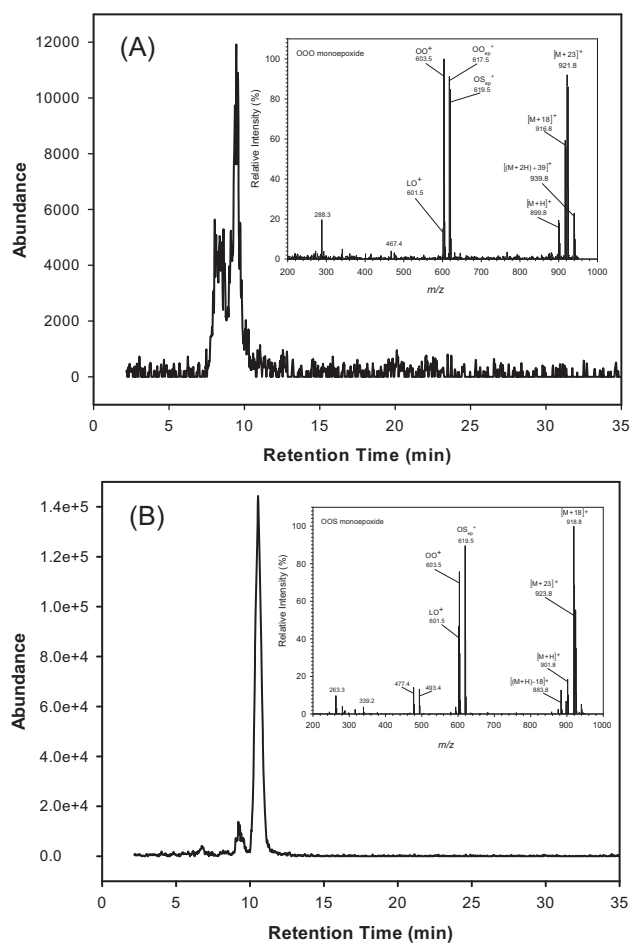 (A)
12000
10000
8000
6000
4000
2000
0
Abundance
0 5 10 15 20 25 30 35
Retention Time (min)
OOO monoepoxide
100
80
60
40
20
0
Relative Intensity (%)
OO+
603.5
OOep+
617.5
OSep+
619.5
LO+
601.5
[M+23]+
921.8
[M+18]+
916.8
[(M+2H)+39]+
939.8
[M+H]+
899.8
288.3
467.4
200 300 400 500 600 700 800 900 1000
m/z
(B)
1.4e+5
1.2e+5
1.0e+5
8.0e+4
6.0e+4
4.0e+4
2.0e+4
0.0
Abundance
0 5 10 15 20 25 30 35
Retention Time (min)
OOS monoepoxide
100
80
60
40
20
0
Relative Intensity (%)
OSep+
619.5
OO+
603.5
LO+
601.5
[M+18]+
918.8
[M+23]+
923.8
[M+H]+
901.8
[(M+H)-18]+
883.8
263.3
339.2
477.4
493.4
200 300 400 500 600 700 800 900 1000
m/z